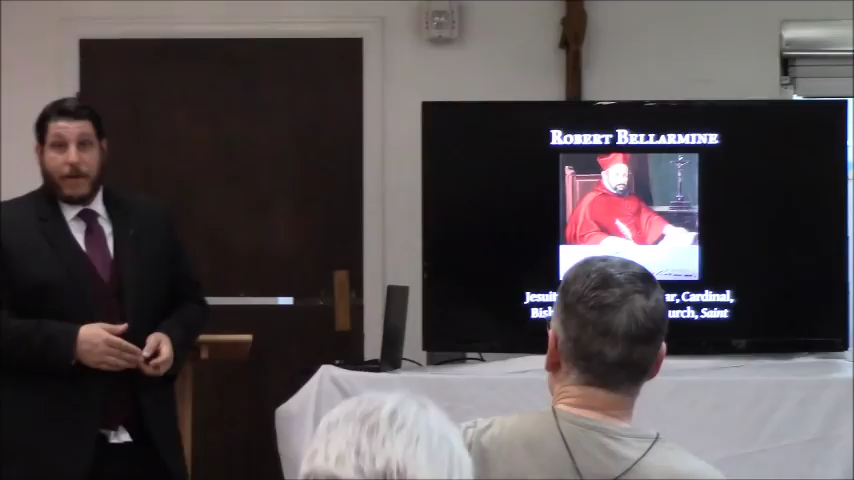 ROBERT BELLARMINE
Jesuit ar, Cardinal,
Bish urch, Saint